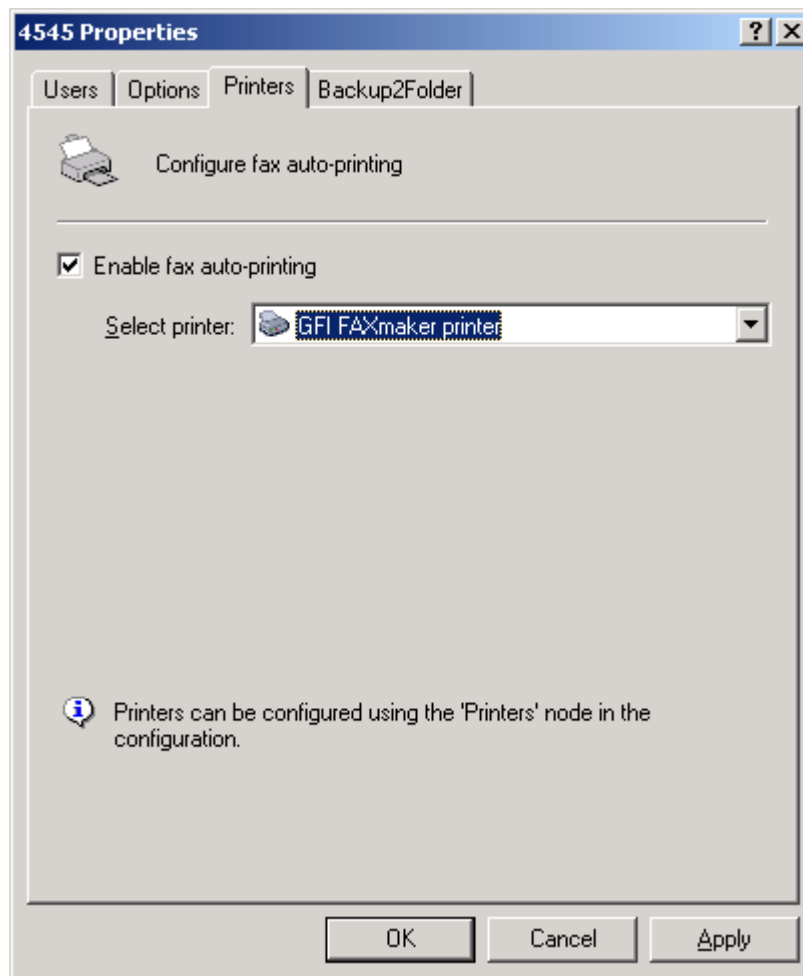 4545 Properties
Users Options Printers Backup2Folder
Configure fax auto-printing
Enable fax auto-printing
Select printer: GFI FAXmaker printer
Printers can be configured using the 'Printers' node in the
configuration.
OK Cancel Apply